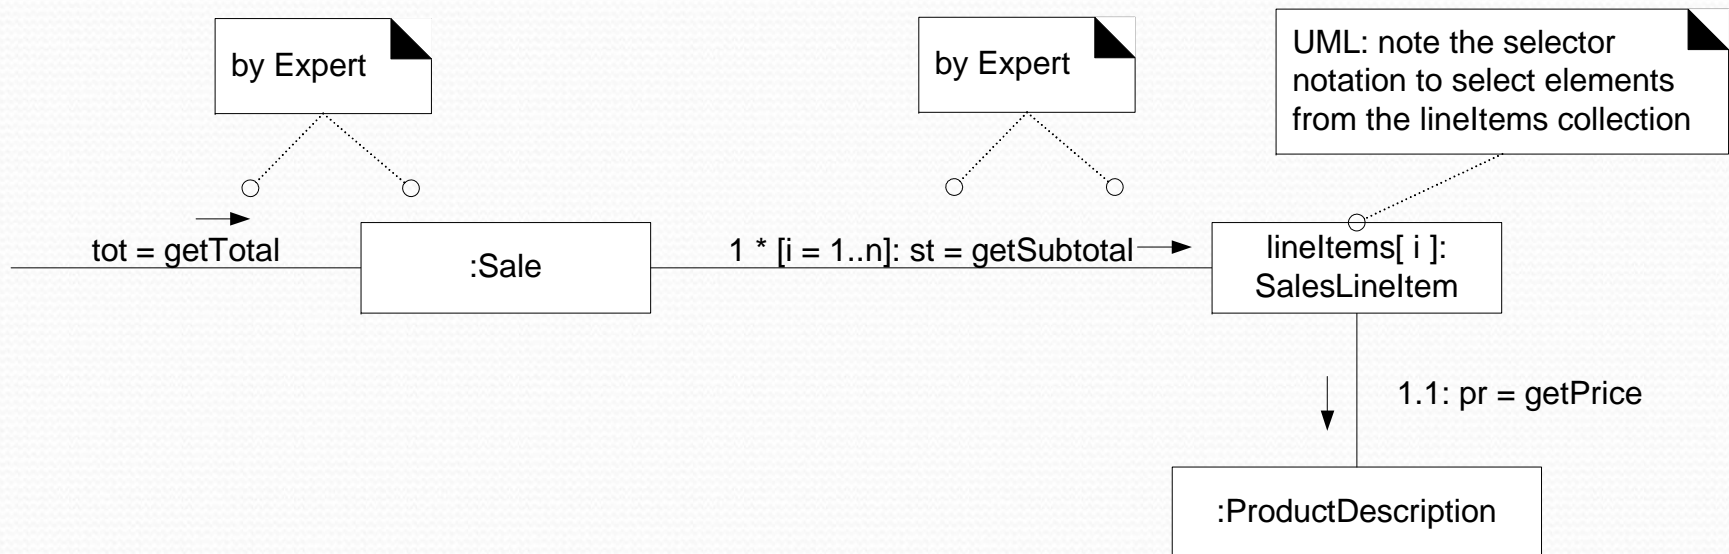 by Expert
by Expert
UML: note the selector
notation to select elements
from the lineItems collection
tot = getTotal
:Sale
1 * [i = 1..n]: st = getSubtotal
lineItems[ i ]:
SalesLineItem
1.1: pr = getPrice
:ProductDescription